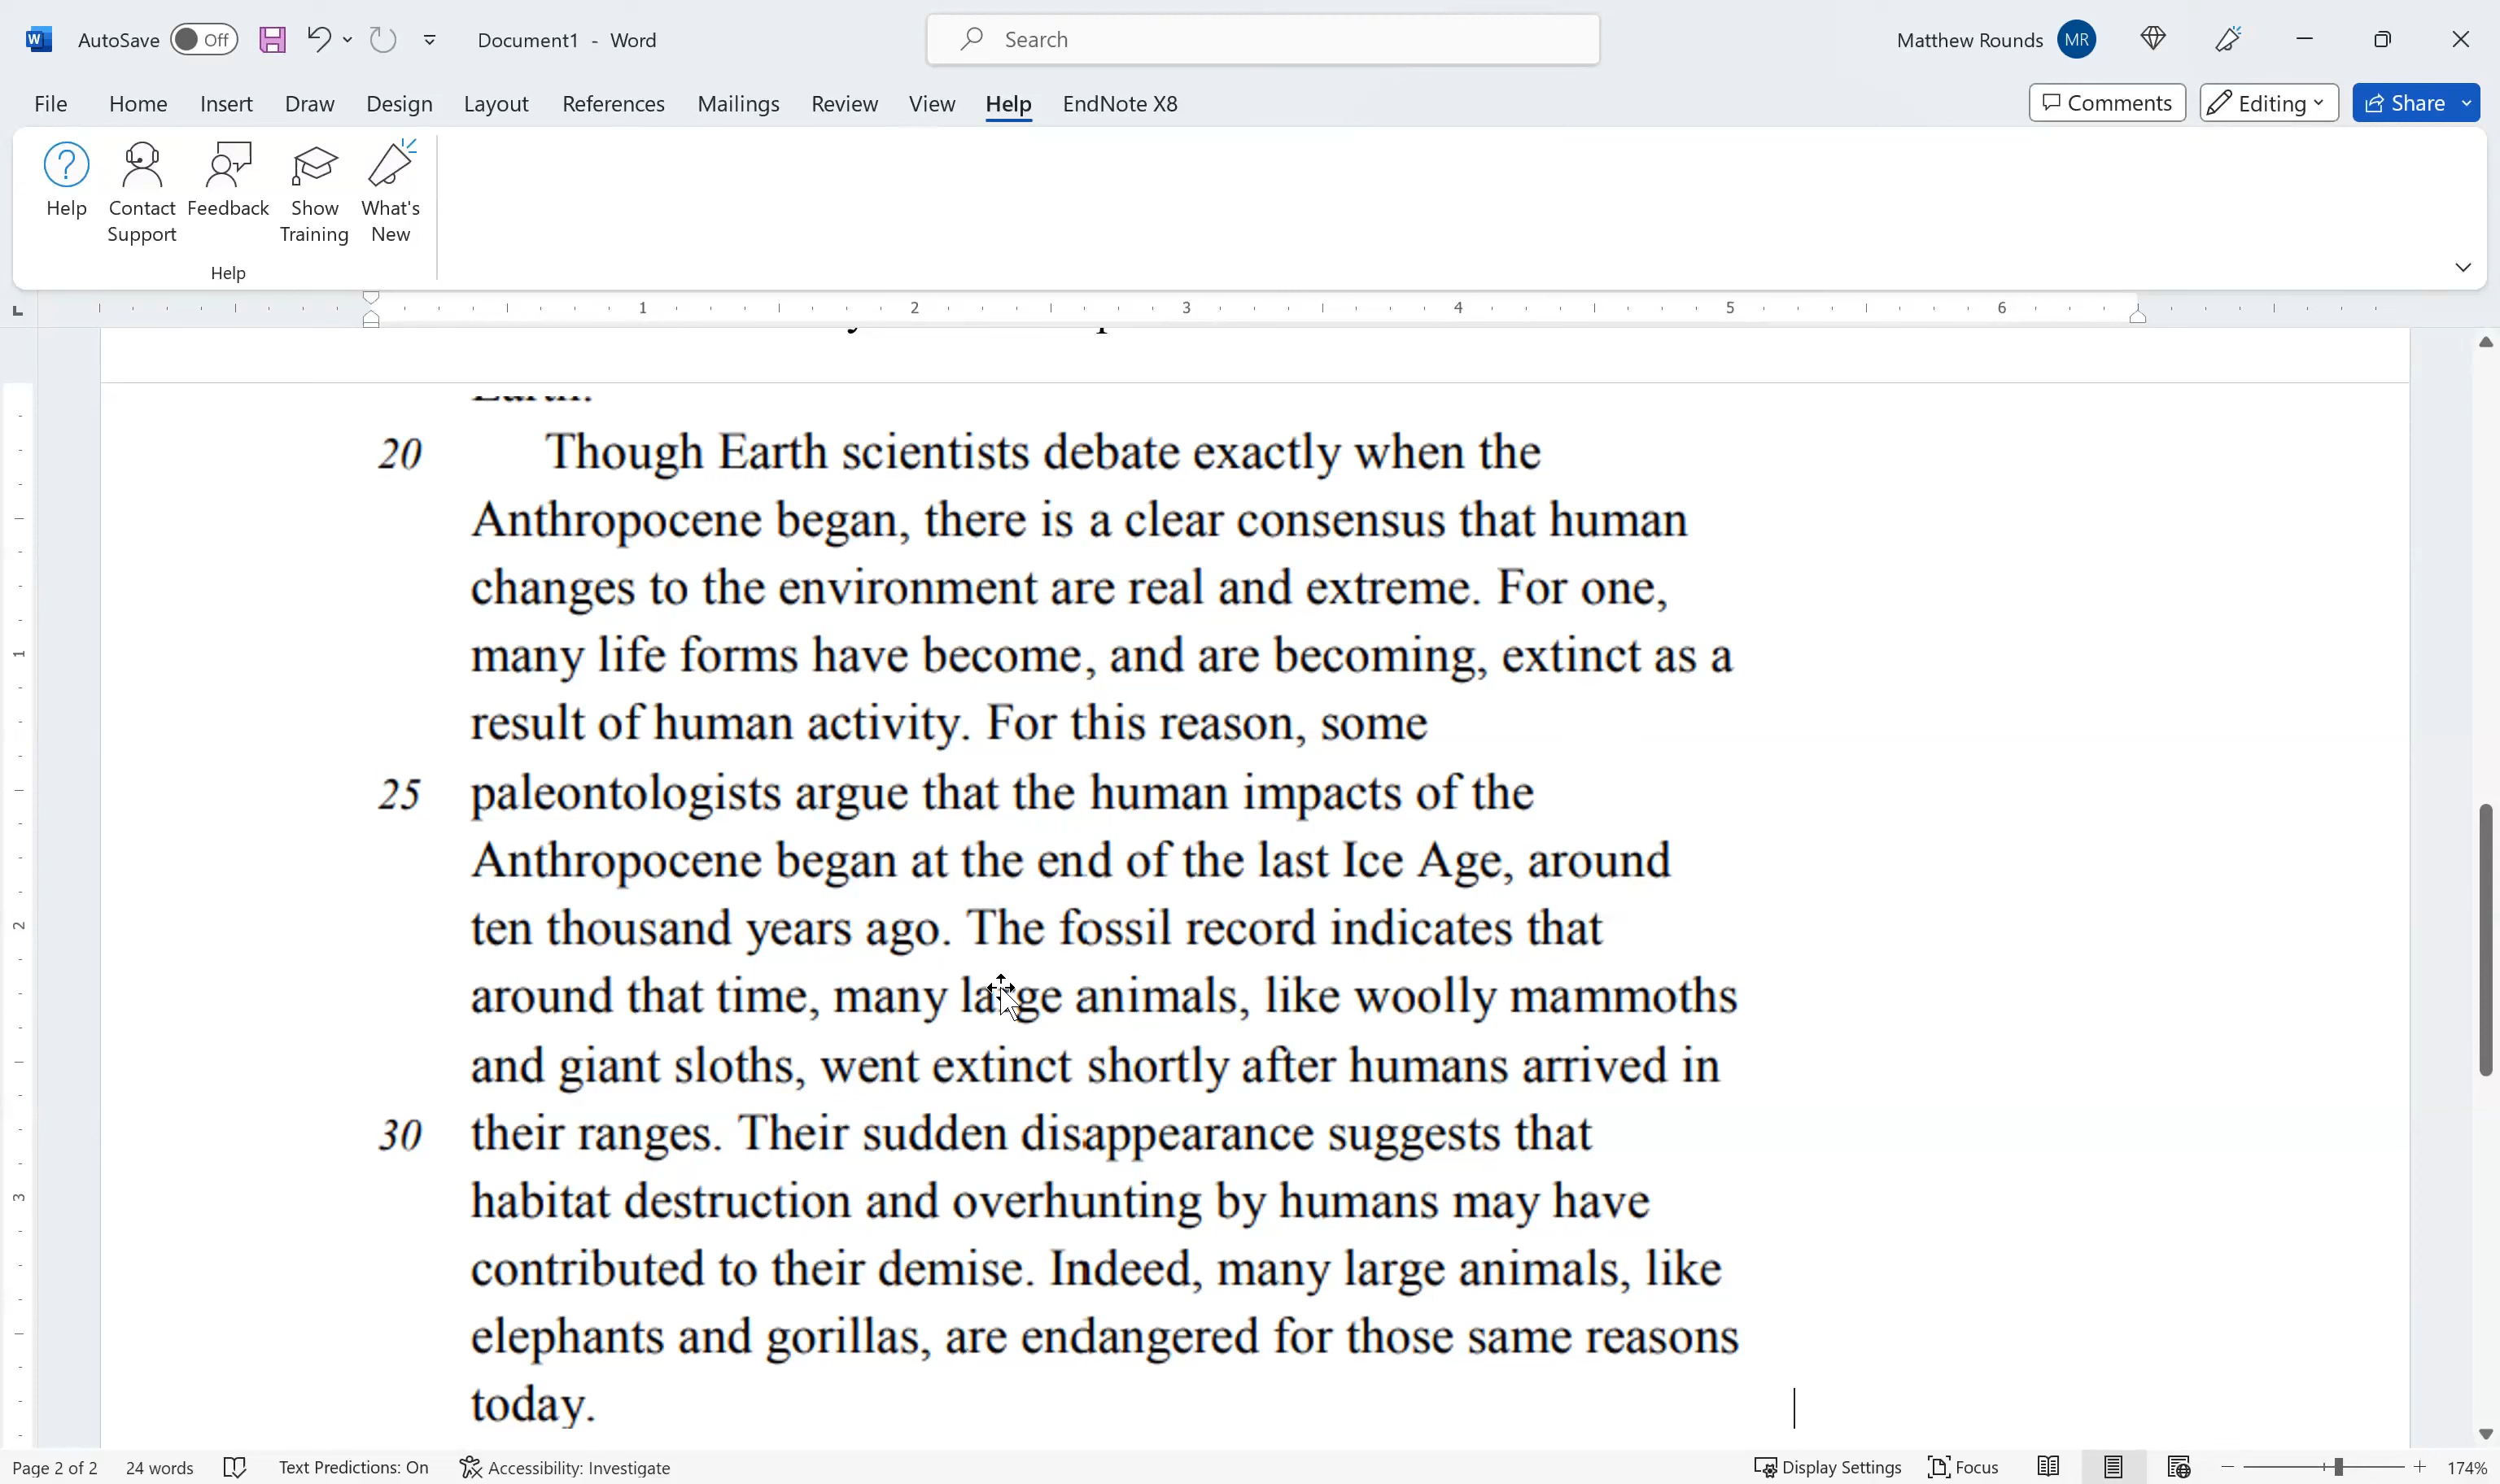 AutoSave Off Document1 - Word Search Matthew Rounds MR
File Home Insert Draw Design Layout References Mailings Review View Help EndNote X8 Comments Editing Share
Help Contact Support Feedback Show Training What's New
Help
1 2 3 4 5 6
20 Though Earth scientists debate exactly when the
Anthropocene began, there is a clear consensus that human
changes to the environment are real and extreme. For one,
many life forms have become, and are becoming, extinct as a
result of human activity. For this reason, some
25 paleontologists argue that the human impacts of the
Anthropocene began at the end of the last Ice Age, around
ten thousand years ago. The fossil record indicates that
around that time, many large animals, like woolly mammoths
and giant sloths, went extinct shortly after humans arrived in
30 their ranges. Their sudden disappearance suggests that
habitat destruction and overhunting by humans may have
contributed to their demise. Indeed, many large animals, like
elephants and gorillas, are endangered for those same reasons
today.
1
2
3
Page 2 of 2 24 words Text Predictions: On Accessibility: Investigate Display Settings Focus 174%